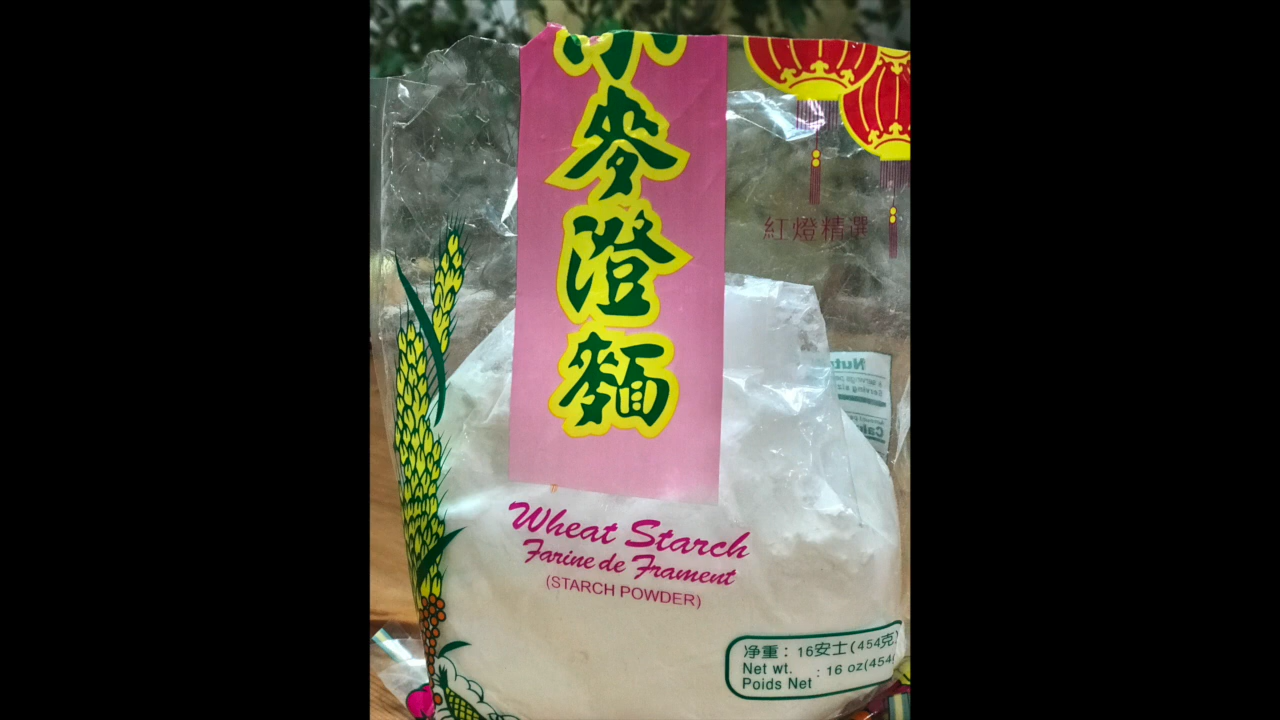 小麥澄麵
紅燈精選
Wheat Starch
Farine de Frament
(STARCH POWDER)
净重：16安士(454克)
Net wt. : 16 oz(454
Poids Net